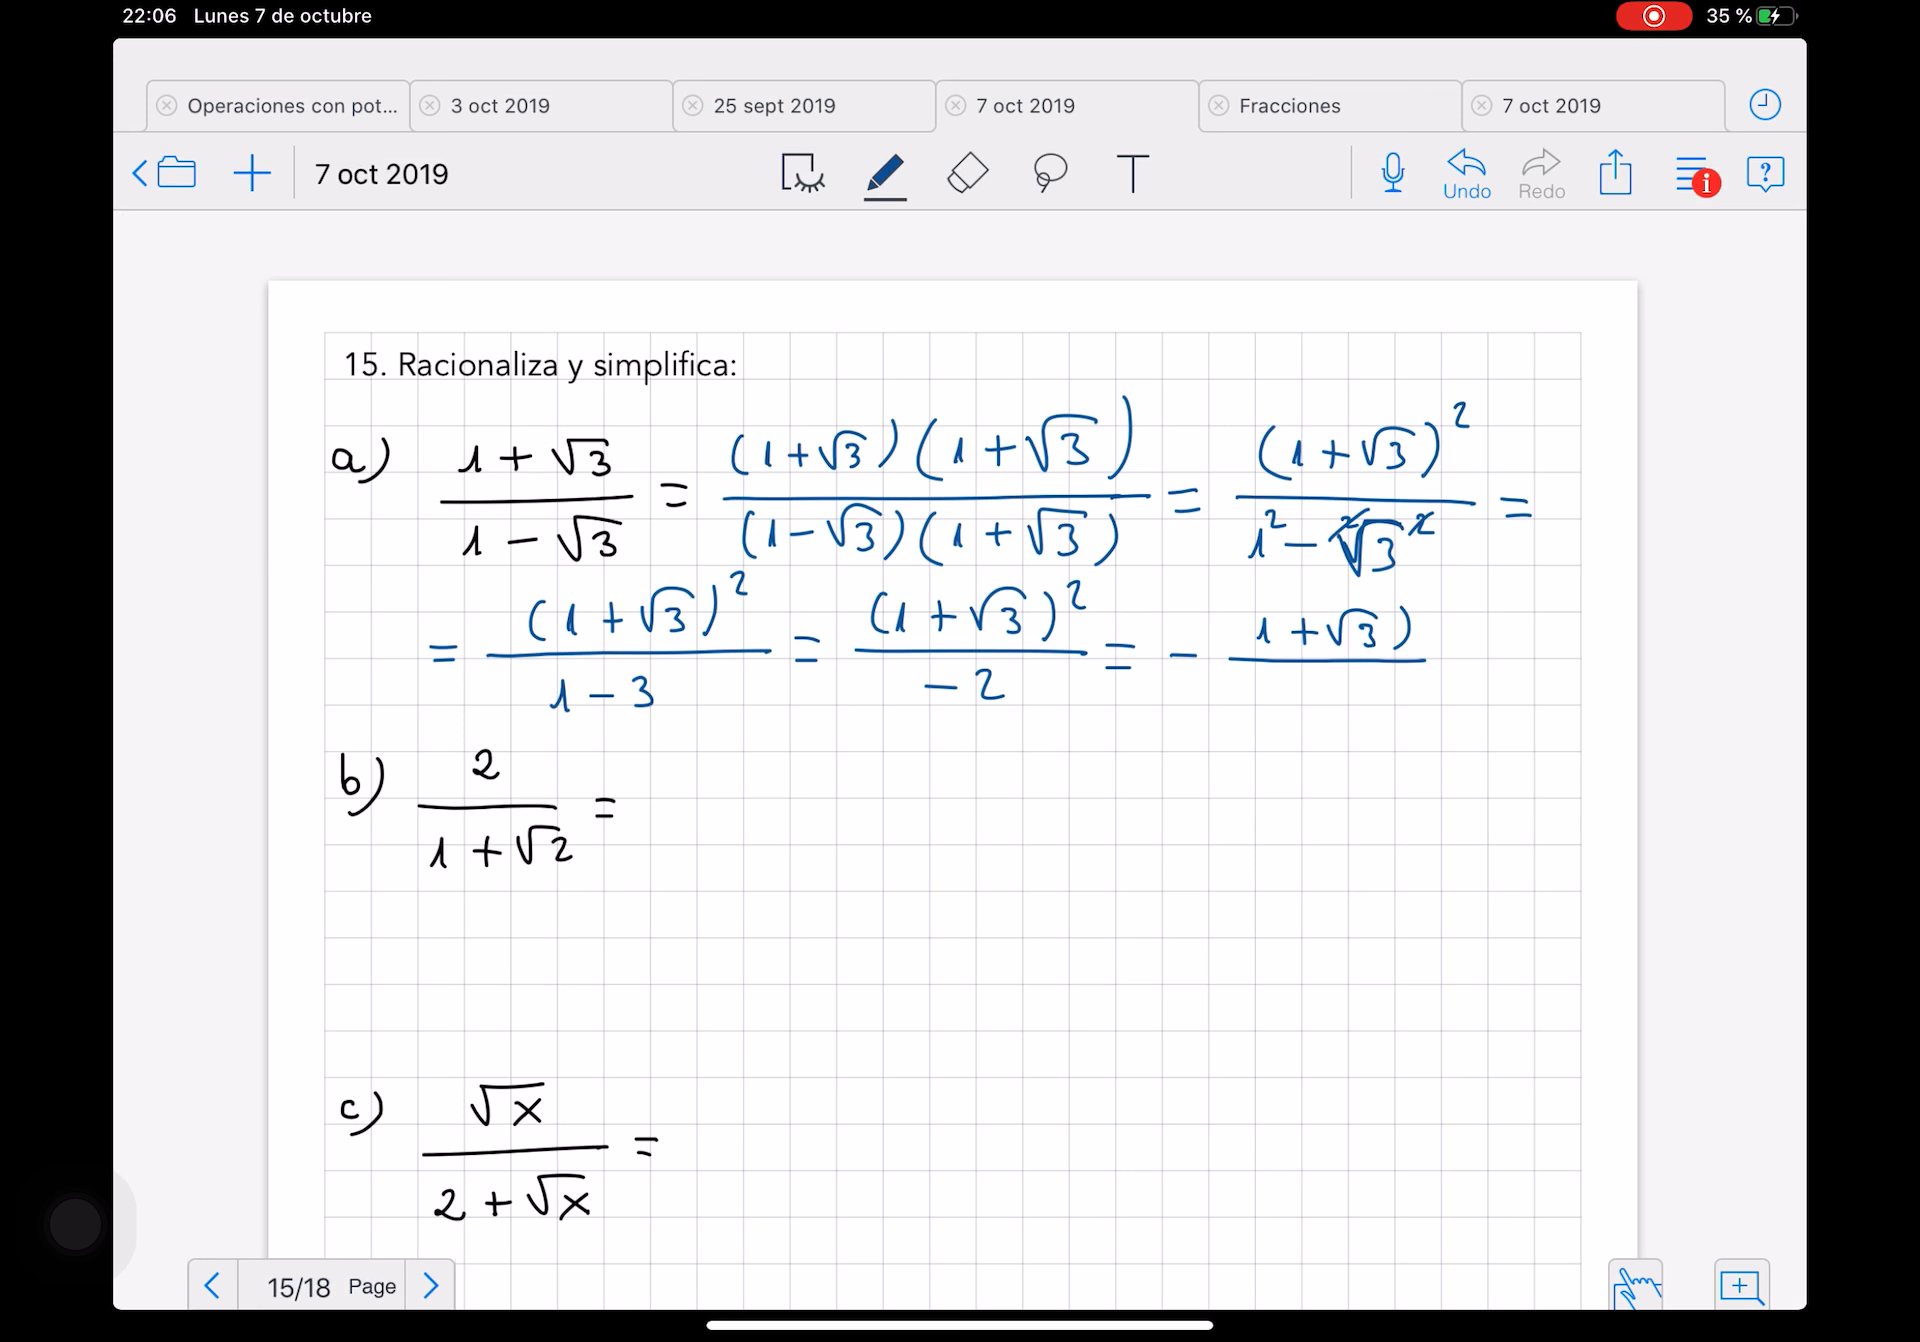 22:06 Lunes 7 de octubre 35 %
Operaciones con pot... 3 oct 2019 25 sept 2019 7 oct 2019 Fracciones 7 oct 2019
7 oct 2019 T Undo Redo
15. Racionaliza y simplifica:
a) (1 + √3)/(1 - √3) = ((1+√3)(1+√3))/((1-√3)(1+√3)) = (1+√3)²/(1² - ²√3²) =
= (1+√3)²/(1 - 3) = (1+√3)²/(-2) = - 1+√3)
b) 2/(1+√2) =
c) √x/(2+√x) =
15/18 Page